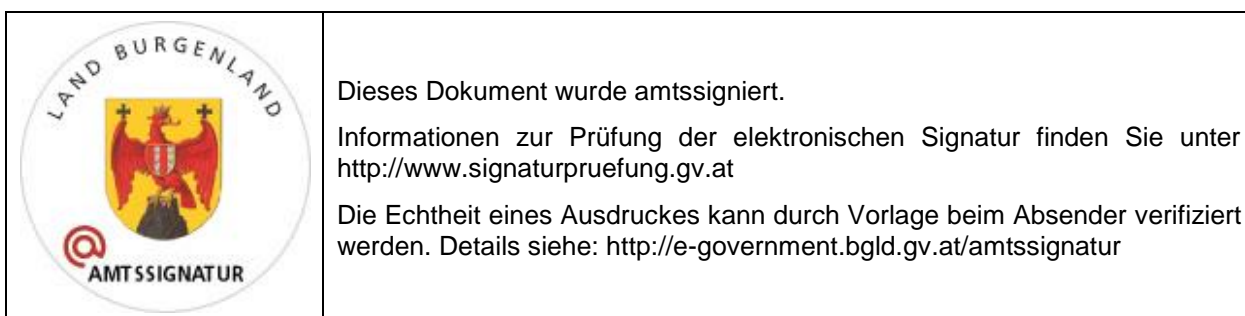 LAND BURGENLAND
AMTSSIGNATUR
Dieses Dokument wurde amtssigniert.
Informationen zur Prüfung der elektronischen Signatur finden Sie unter
http://www.signaturpruefung.gv.at
Die Echtheit eines Ausdruckes kann durch Vorlage beim Absender verifiziert
werden. Details siehe: http://e-government.bgld.gv.at/amtssignatur